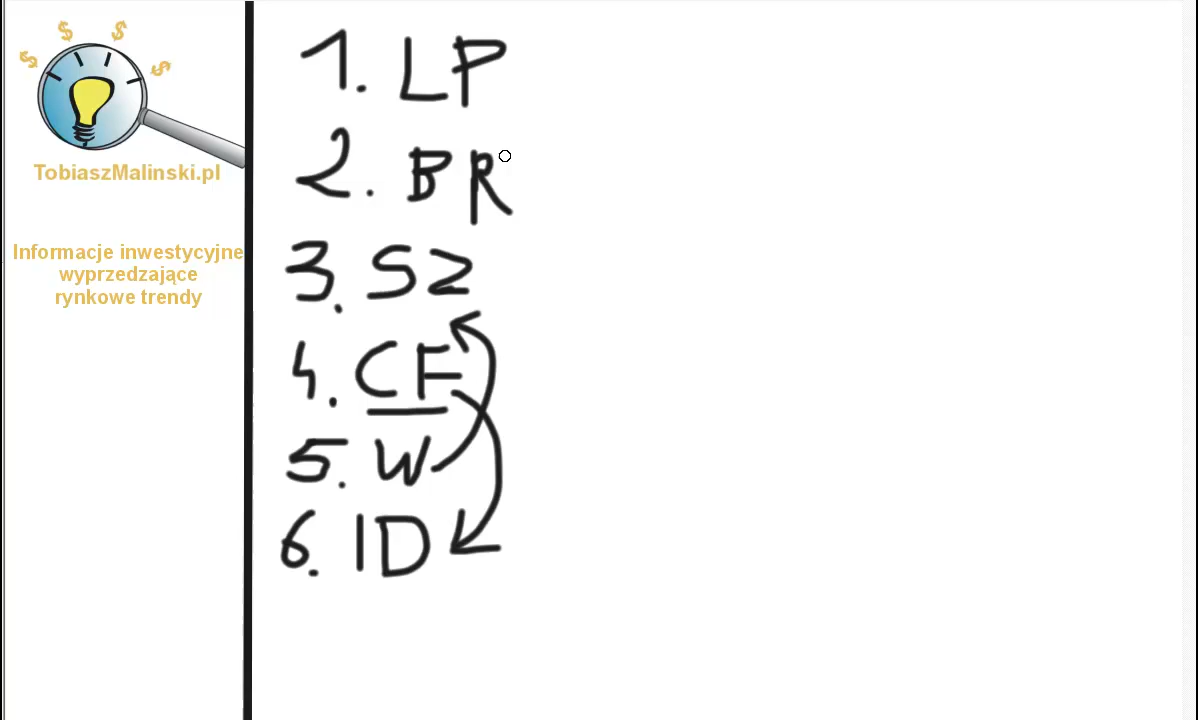 TobiaszMalinski.pl
Informacje inwestycyjne
wyprzedzające
rynkowe trendy
1. LP
2. BR
3. SZ
4. CF
5. W
6. ID